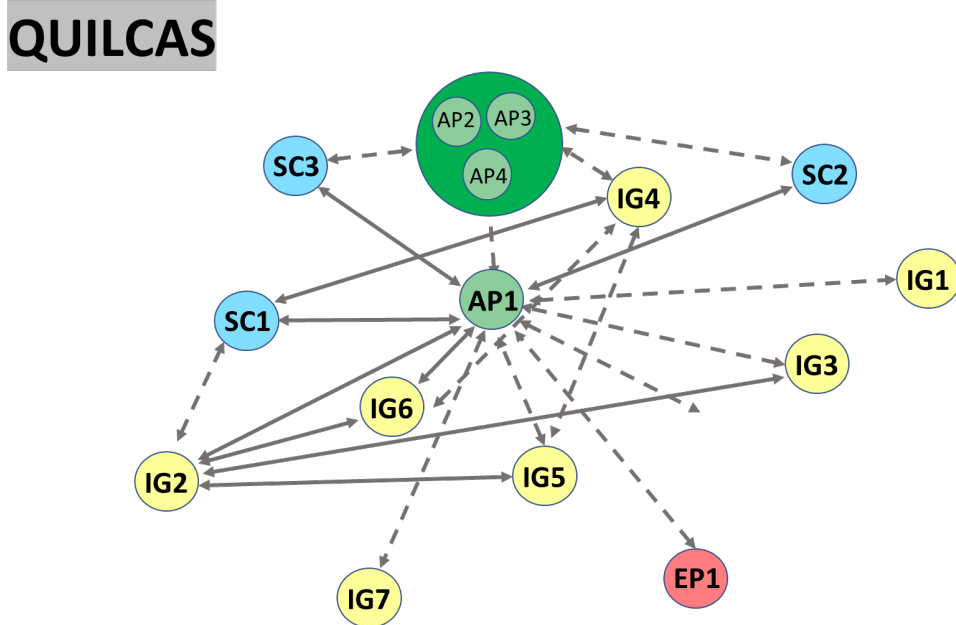 QUILCAS
AP2
AP3
AP4
SC3
SC2
IG4
IG1
AP1
SC1
IG3
IG6
IG2
IG5
EP1
IG7